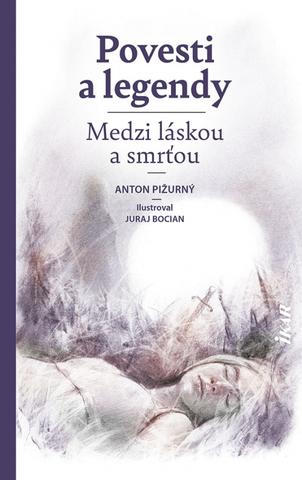 Povesti
a legendy
Medzi láskou
a smrťou
ANTON PIŽURNÝ
Ilustroval
JURAJ BOCIAN
IKAR